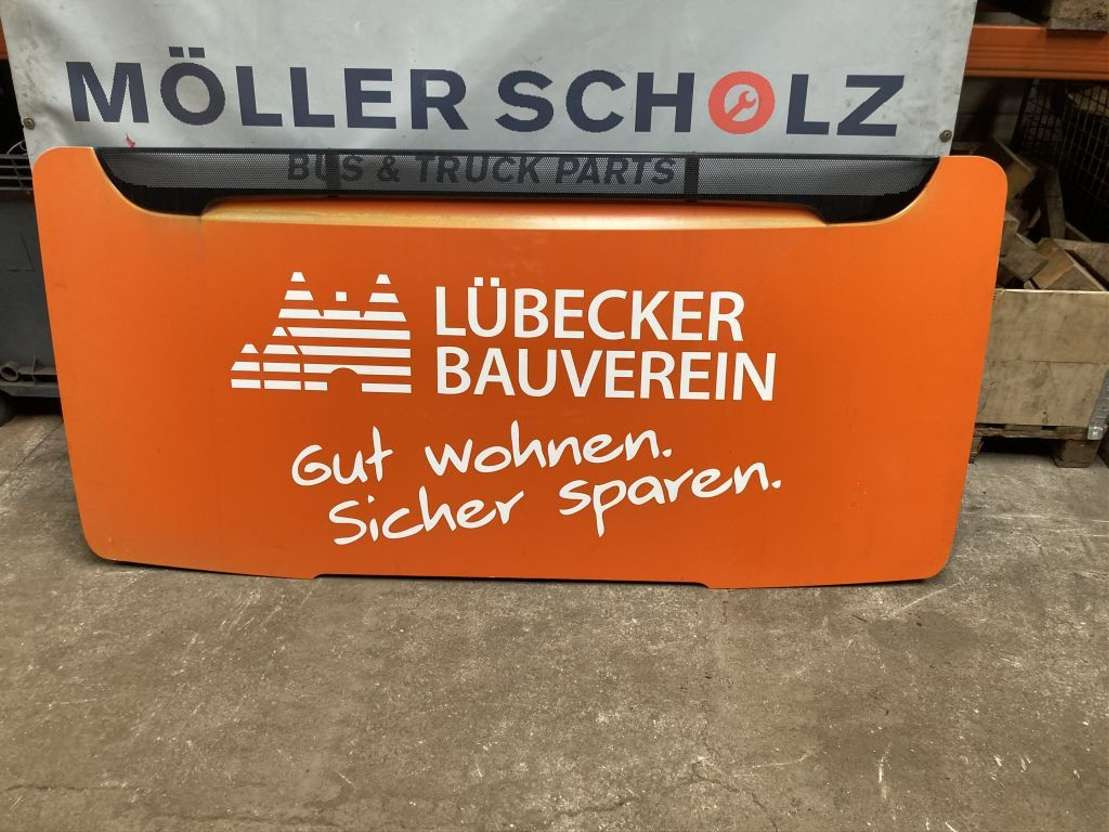 MÖLLER SCHOLZ
BUS & TRUCK PARTS
LÜBECKER
BAUVEREIN
Gut wohnen.
Sicher sparen.